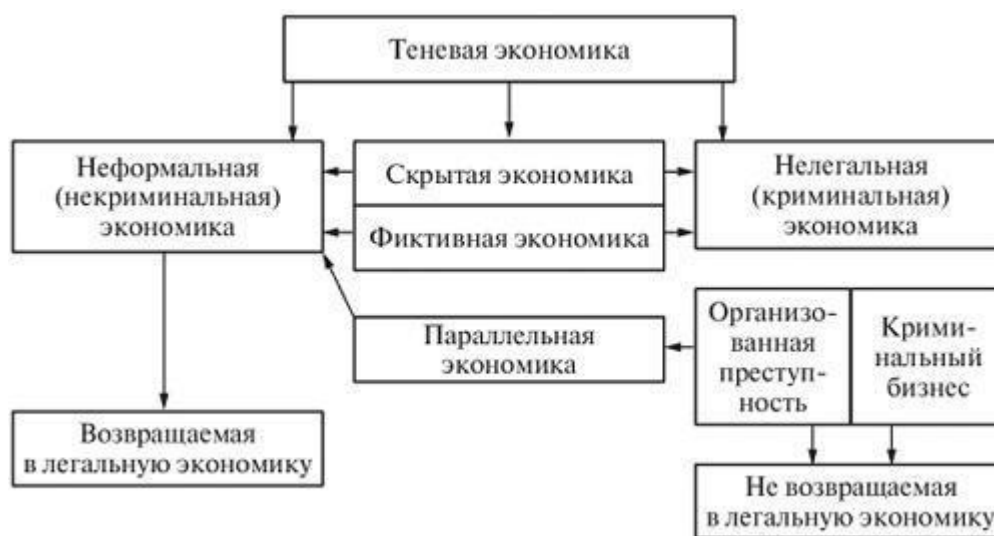 Теневая экономика
Неформальная
(некриминальная)
экономика
Скрытая экономика
Фиктивная экономика
Нелегальная
(криминальная)
экономика
Параллельная
экономика
Организо-
ванная
преступ-
ность
Крими-
нальный
бизнес
Возвращаемая
в легальную экономику
Не возвращаемая
в легальную экономику